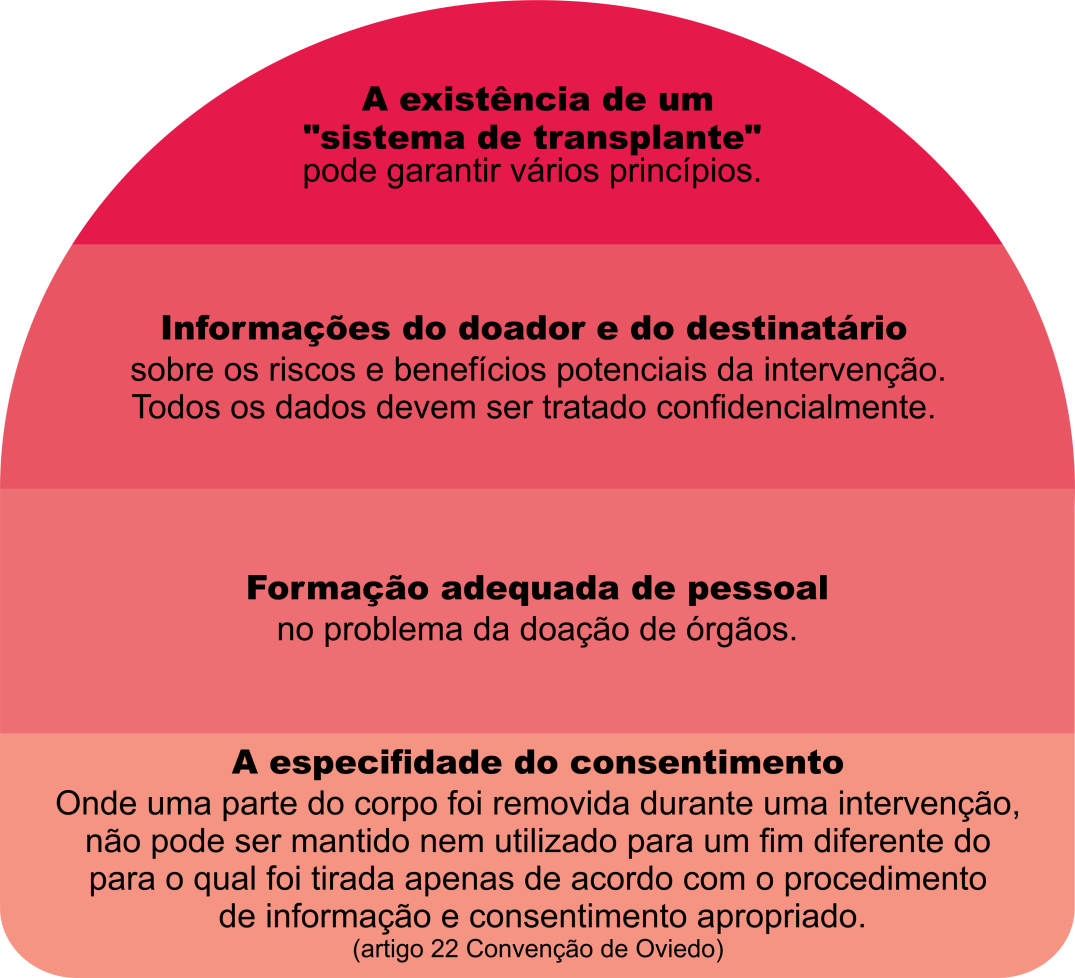 A existência de um
"sistema de transplante"
pode garantir vários princípios.
Informações do doador e do destinatário
sobre os riscos e benefícios potenciais da intervenção.
Todos os dados devem ser tratado confidencialmente.
Formação adequada de pessoal
no problema da doação de órgãos.
A especifidade do consentimento
Onde uma parte do corpo foi removida durante uma intervenção,
não pode ser mantido nem utilizado para um fim diferente do
para o qual foi tirada apenas de acordo com o procedimento
de informação e consentimento apropriado.
(artigo 22 Convenção de Oviedo)